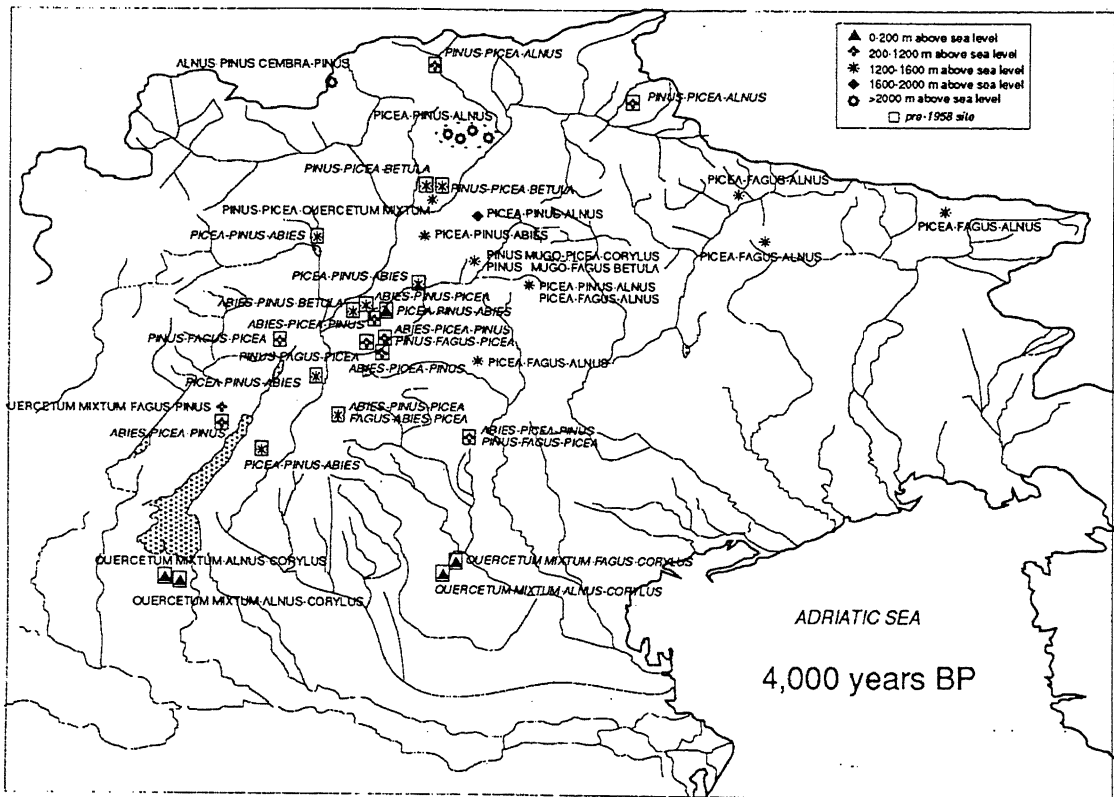 0-200 m above sea level
200-1200 m above sea level
1200-1600 m above sea level
1600-2000 m above sea level
>2000 m above sea level
pre-1958 site
PINUS-PICEA-ALNUS
ALNUS-PINUS CEMBRA-PINUS
PINUS-PICEA-ALNUS
PICEA-PINUS-ALNUS
PINUS-PICEA-BETULA
PINUS-PICEA-BETULA
PICEA-FAGUS-ALNUS
PINUS-PICEA-QUERCETUM MIXTUM
PICEA-PINUS-ALNUS
PICEA-FAGUS-ALNUS
PICEA-PINUS-ABIES
PICEA-PINUS-ABIES
PICEA-FAGUS-ALNUS
PINUS MUGO-PICEA-CORYLUS
PINUS MUGO-FAGUS BETULA
PICEA-PINUS-ABIES
PICEA-PINUS-ALNUS
PICEA-FAGUS-ALNUS
ABIES-PINUS-BETULA
ABIES-PINUS-PICEA
PICEA-PINUS-ABIES
ABIES-PICEA-PINUS
ABIES-PICEA-PINUS
PINUS-FAGUS-PICEA
PINUS-FAGUS-PICEA
PINUS-FAGUS-PICEA
ABIES-PICEA-PINUS
PICEA-FAGUS-ALNUS
PICEA-PINUS-ABIES
QUERCETUM MIXTUM FAGUS-PINUS
ABIES-PINUS-PICEA
FAGUS-ABIES-PICEA
ABIES-PICEA-PINUS
ABIES-PICEA-PINUS
PINUS-FAGUS-PICEA
PICEA-PINUS-ABIES
QUERCETUM MIXTUM-ALNUS-CORYLUS
QUERCETUM MIXTUM-FAGUS-CORYLUS
QUERCETUM MIXTUM-ALNUS-CORYLUS
QUERCETUM MIXTUM-ALNUS-CORYLUS
ADRIATIC SEA
4,000 years BP